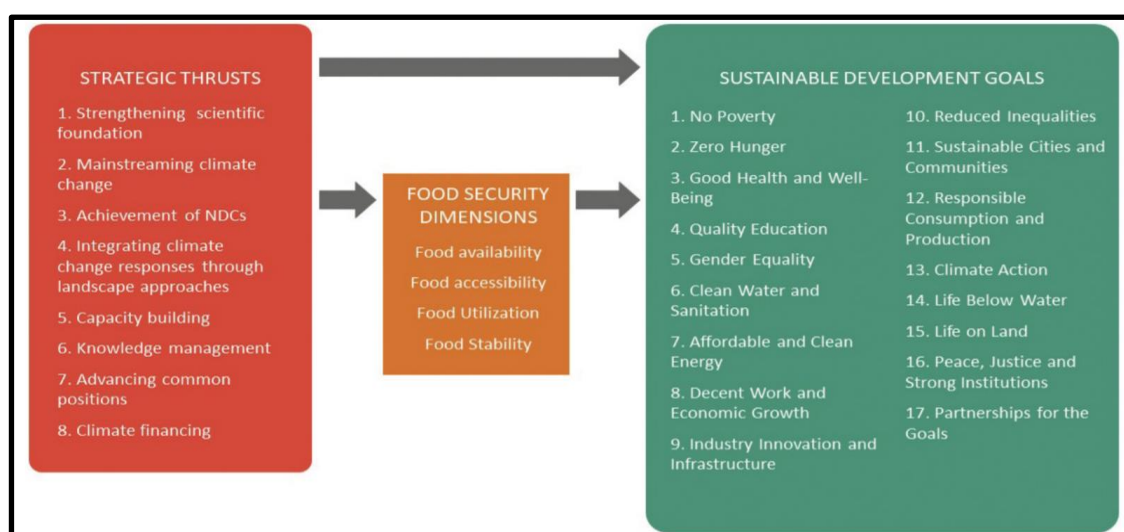 STRATEGIC THRUSTS
1. Strengthening scientific
foundation
2. Mainstreaming climate
change
3. Achievement of NDCs
4. Integrating climate
change responses through
landscape approaches
5. Capacity building
6. Knowledge management
7. Advancing common
positions
8. Climate financing
FOOD SECURITY
DIMENSIONS
Food availability
Food accessibility
Food Utilization
Food Stability
SUSTAINABLE DEVELOPMENT GOALS
1. No Poverty
2. Zero Hunger
3. Good Health and Well-
Being
4. Quality Education
5. Gender Equality
6. Clean Water and
Sanitation
7. Affordable and Clean
Energy
8. Decent Work and
Economic Growth
9. Industry Innovation and
Infrastructure
10. Reduced Inequalities
11. Sustainable Cities and
Communities
12. Responsible
Consumption and
Production
13. Climate Action
14. Life Below Water
15. Life on Land
16. Peace, Justice and
Strong Institutions
17. Partnerships for the
Goals